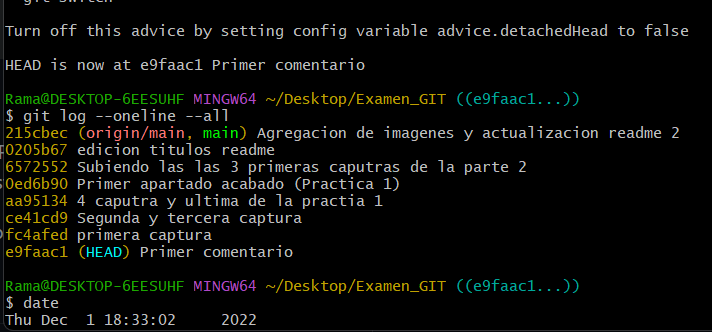 git switch -
Turn off this advice by setting config variable advice.detachedHead to false
HEAD is now at e9faac1 Primer comentario
Rama@DESKTOP-6EESUHF MINGW64 ~/Desktop/Examen_GIT ((e9faac1...))
$ git log --oneline --all
215cbec (origin/main, main) Agregacion de imagenes y actualizacion readme 2
0205b67 edicion titulos readme
6572552 Subiendo las las 3 primeras caputras de la parte 2
0ed6b90 Primer apartado acabado (Practica 1)
aa95134 4 caputra y ultima de la practia 1
ce41cd9 Segunda y tercera captura
fc4afed primera captura
e9faac1 (HEAD) Primer comentario
Rama@DESKTOP-6EESUHF MINGW64 ~/Desktop/Examen_GIT ((e9faac1...))
$ date
Thu Dec  1 18:33:02     2022